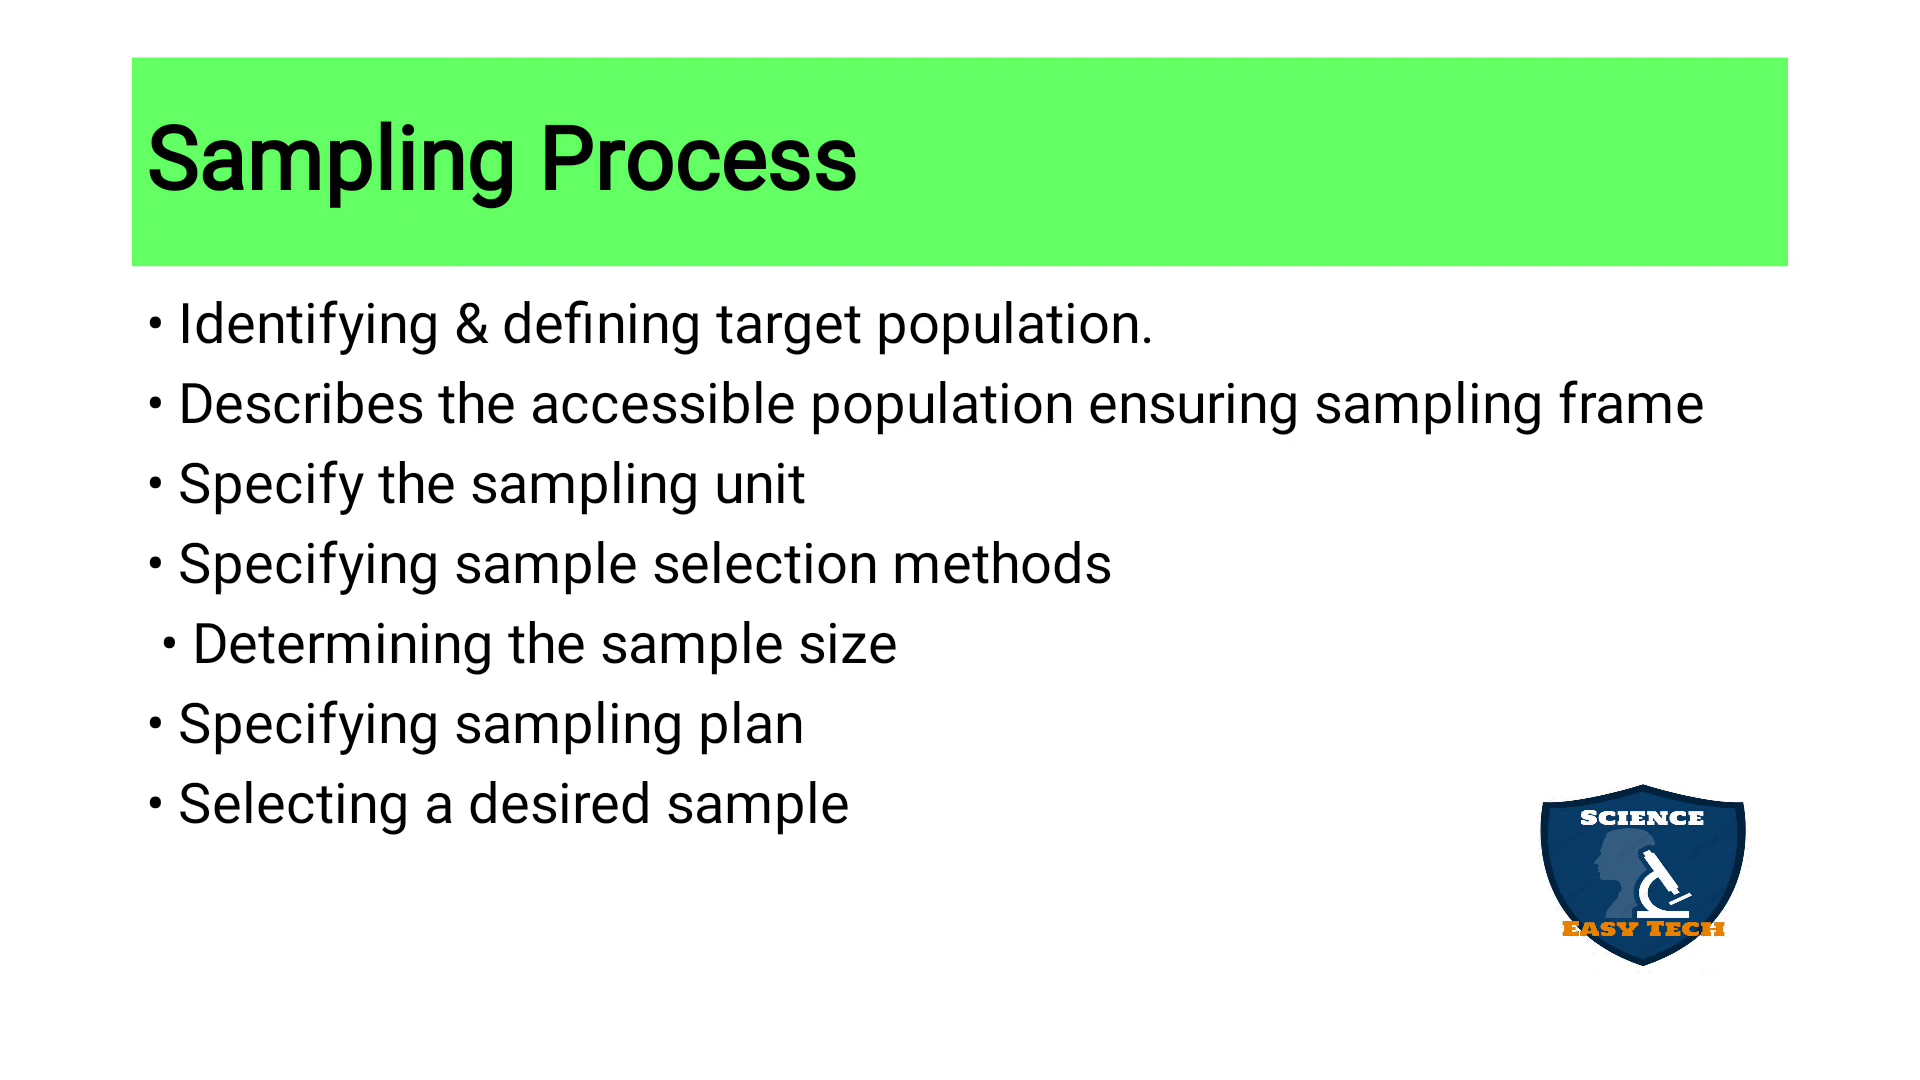 Sampling Process
• Identifying & defining target population.
• Describes the accessible population ensuring sampling frame
• Specify the sampling unit
• Specifying sample selection methods
• Determining the sample size
• Specifying sampling plan
• Selecting a desired sample
SCIENCE
EASY TECH